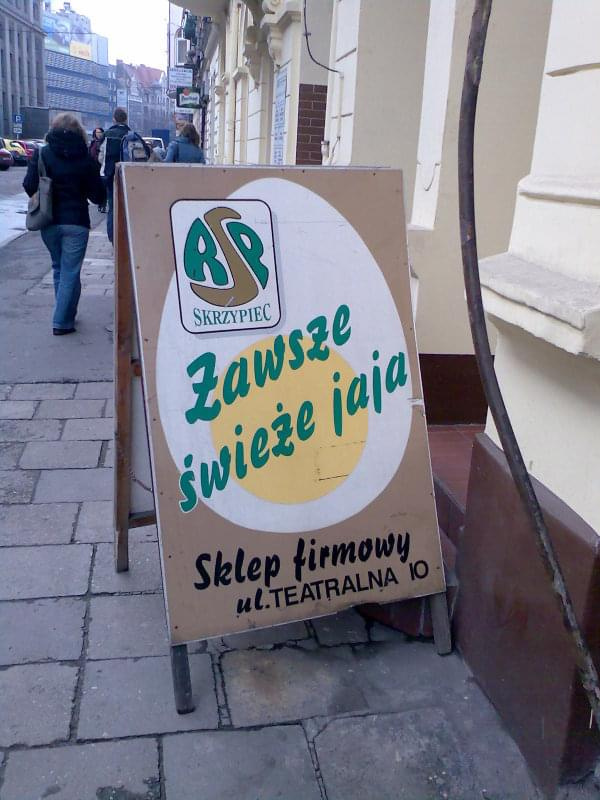 RSP
SKRZYPIEC
Zawsze
świeże jaja
Sklep firmowy
ul. TEATRALNA 10